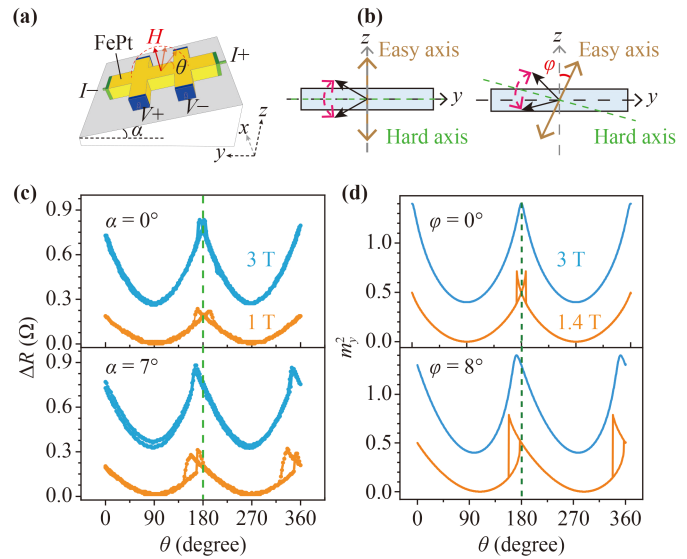 (a)
FePt
H
I+
θ
I−
V+
V−
α
z
x
y
(b)
z
Easy axis
y
Hard axis
z
Easy axis
φ
y
Hard axis
(c)
0.9
α = 0°
0.6
3 T
0.3
1 T
0.0
0.9
α = 7°
0.6
0.3
0.0
ΔR (Ω)
0 90 180 270 360
θ (degree)
(d)
φ = 0°
1.0
3 T
0.5
1.4 T
0.0
φ = 8°
1.0
0.5
0.0
m_y^2
0 90 180 270 360
θ (degree)